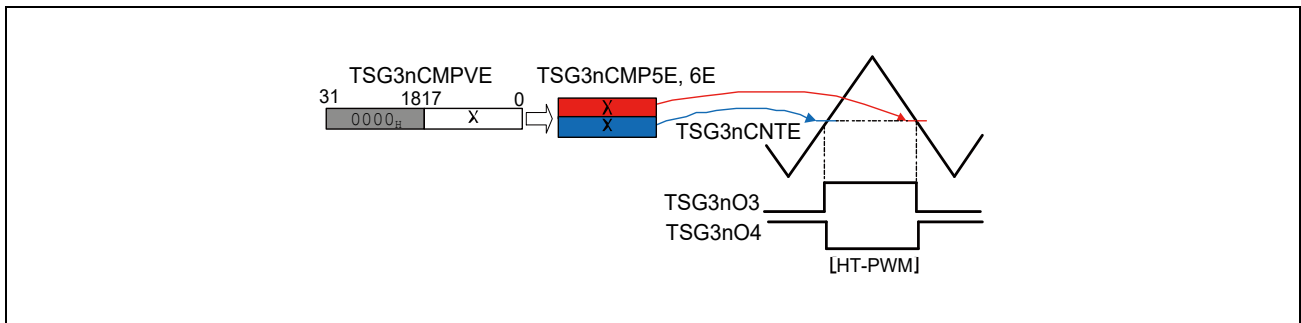 TSG3nCMPVE TSG3nCMP5E, 6E
31 1817 0
0000H X X
X
TSG3nCNTE
TSG3nO3
TSG3nO4
[HT-PWM]